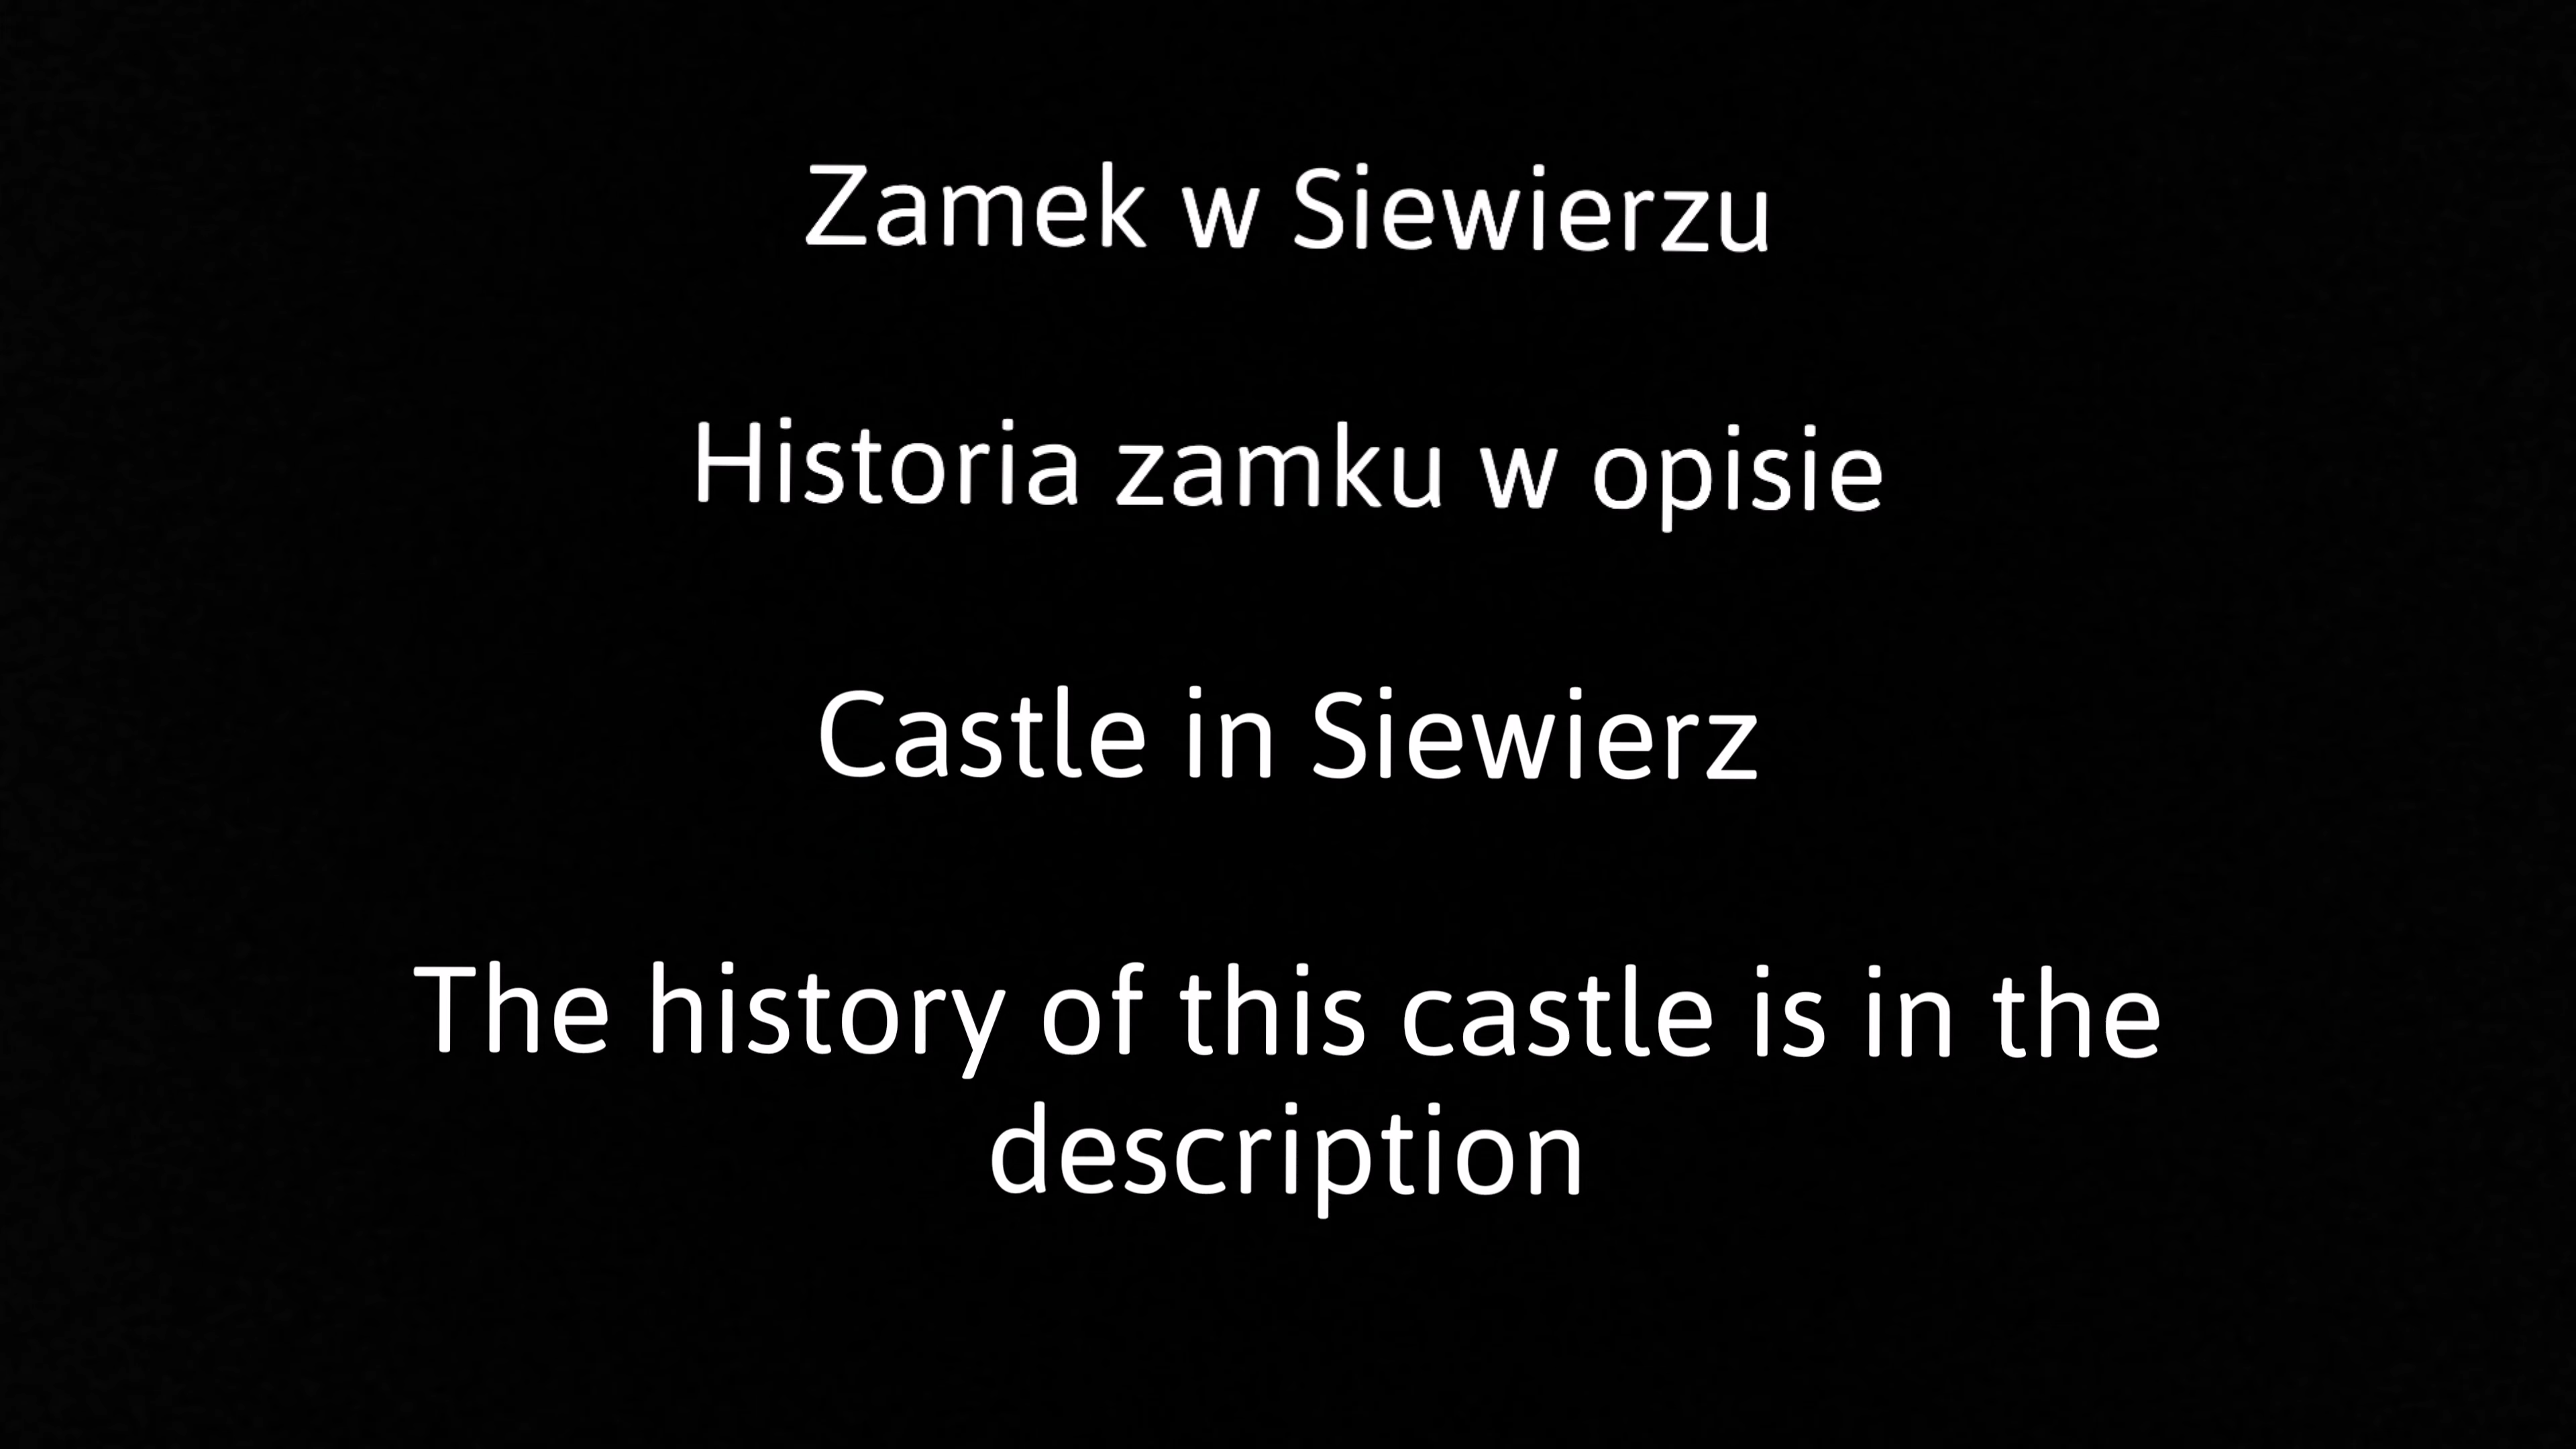 Zamek w Siewierzu
Historia zamku w opisie
Castle in Siewierz
The history of this castle is in the
description